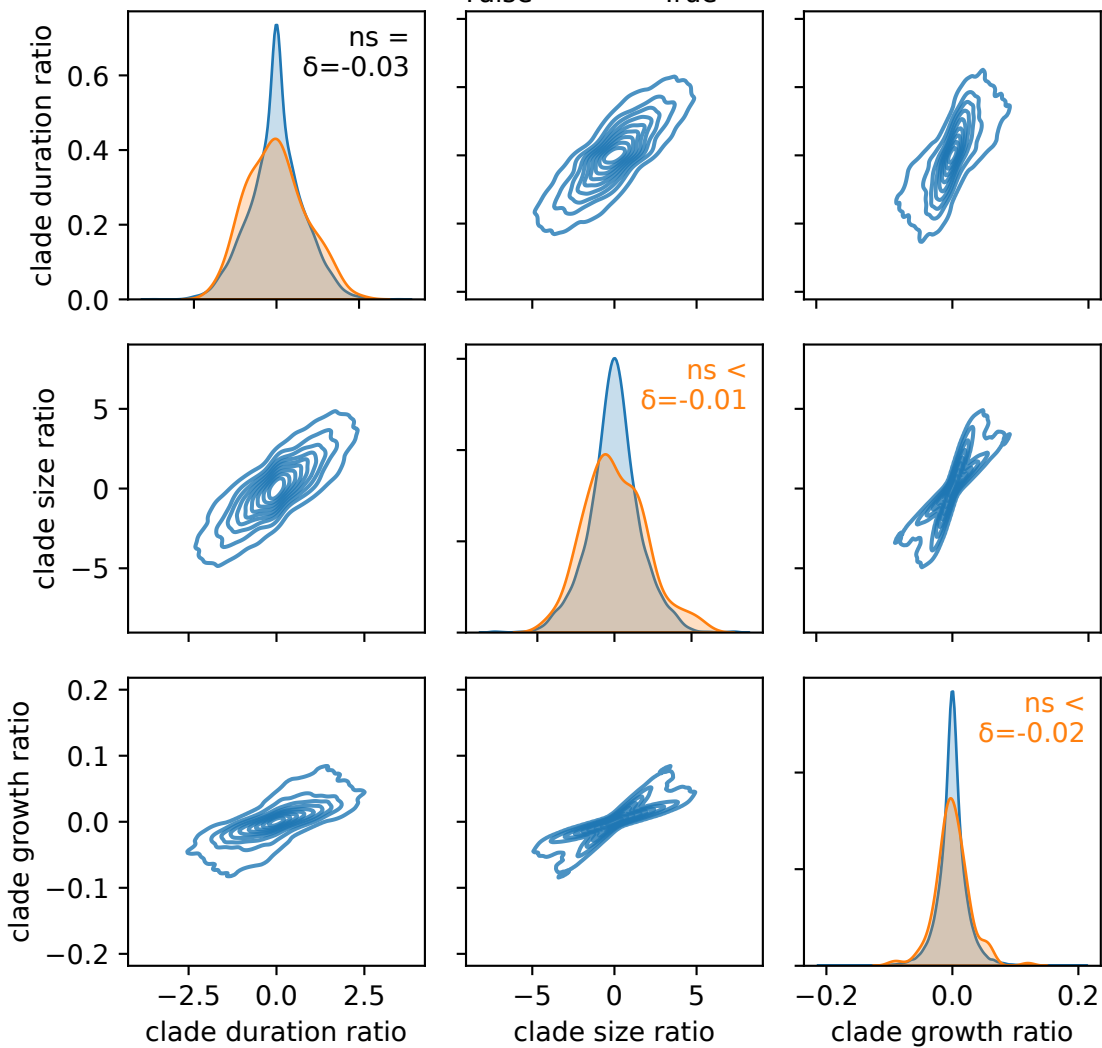 False True
clade duration ratio
0.6
0.4
0.2
0.0
ns =
δ=-0.03
clade size ratio
5
0
−5
ns <
δ=-0.01
clade growth ratio
0.2
0.1
0.0
−0.1
−0.2
ns <
δ=-0.02
−2.5 0.0 2.5
clade duration ratio
−5 0 5
clade size ratio
−0.2 0.0 0.2
clade growth ratio